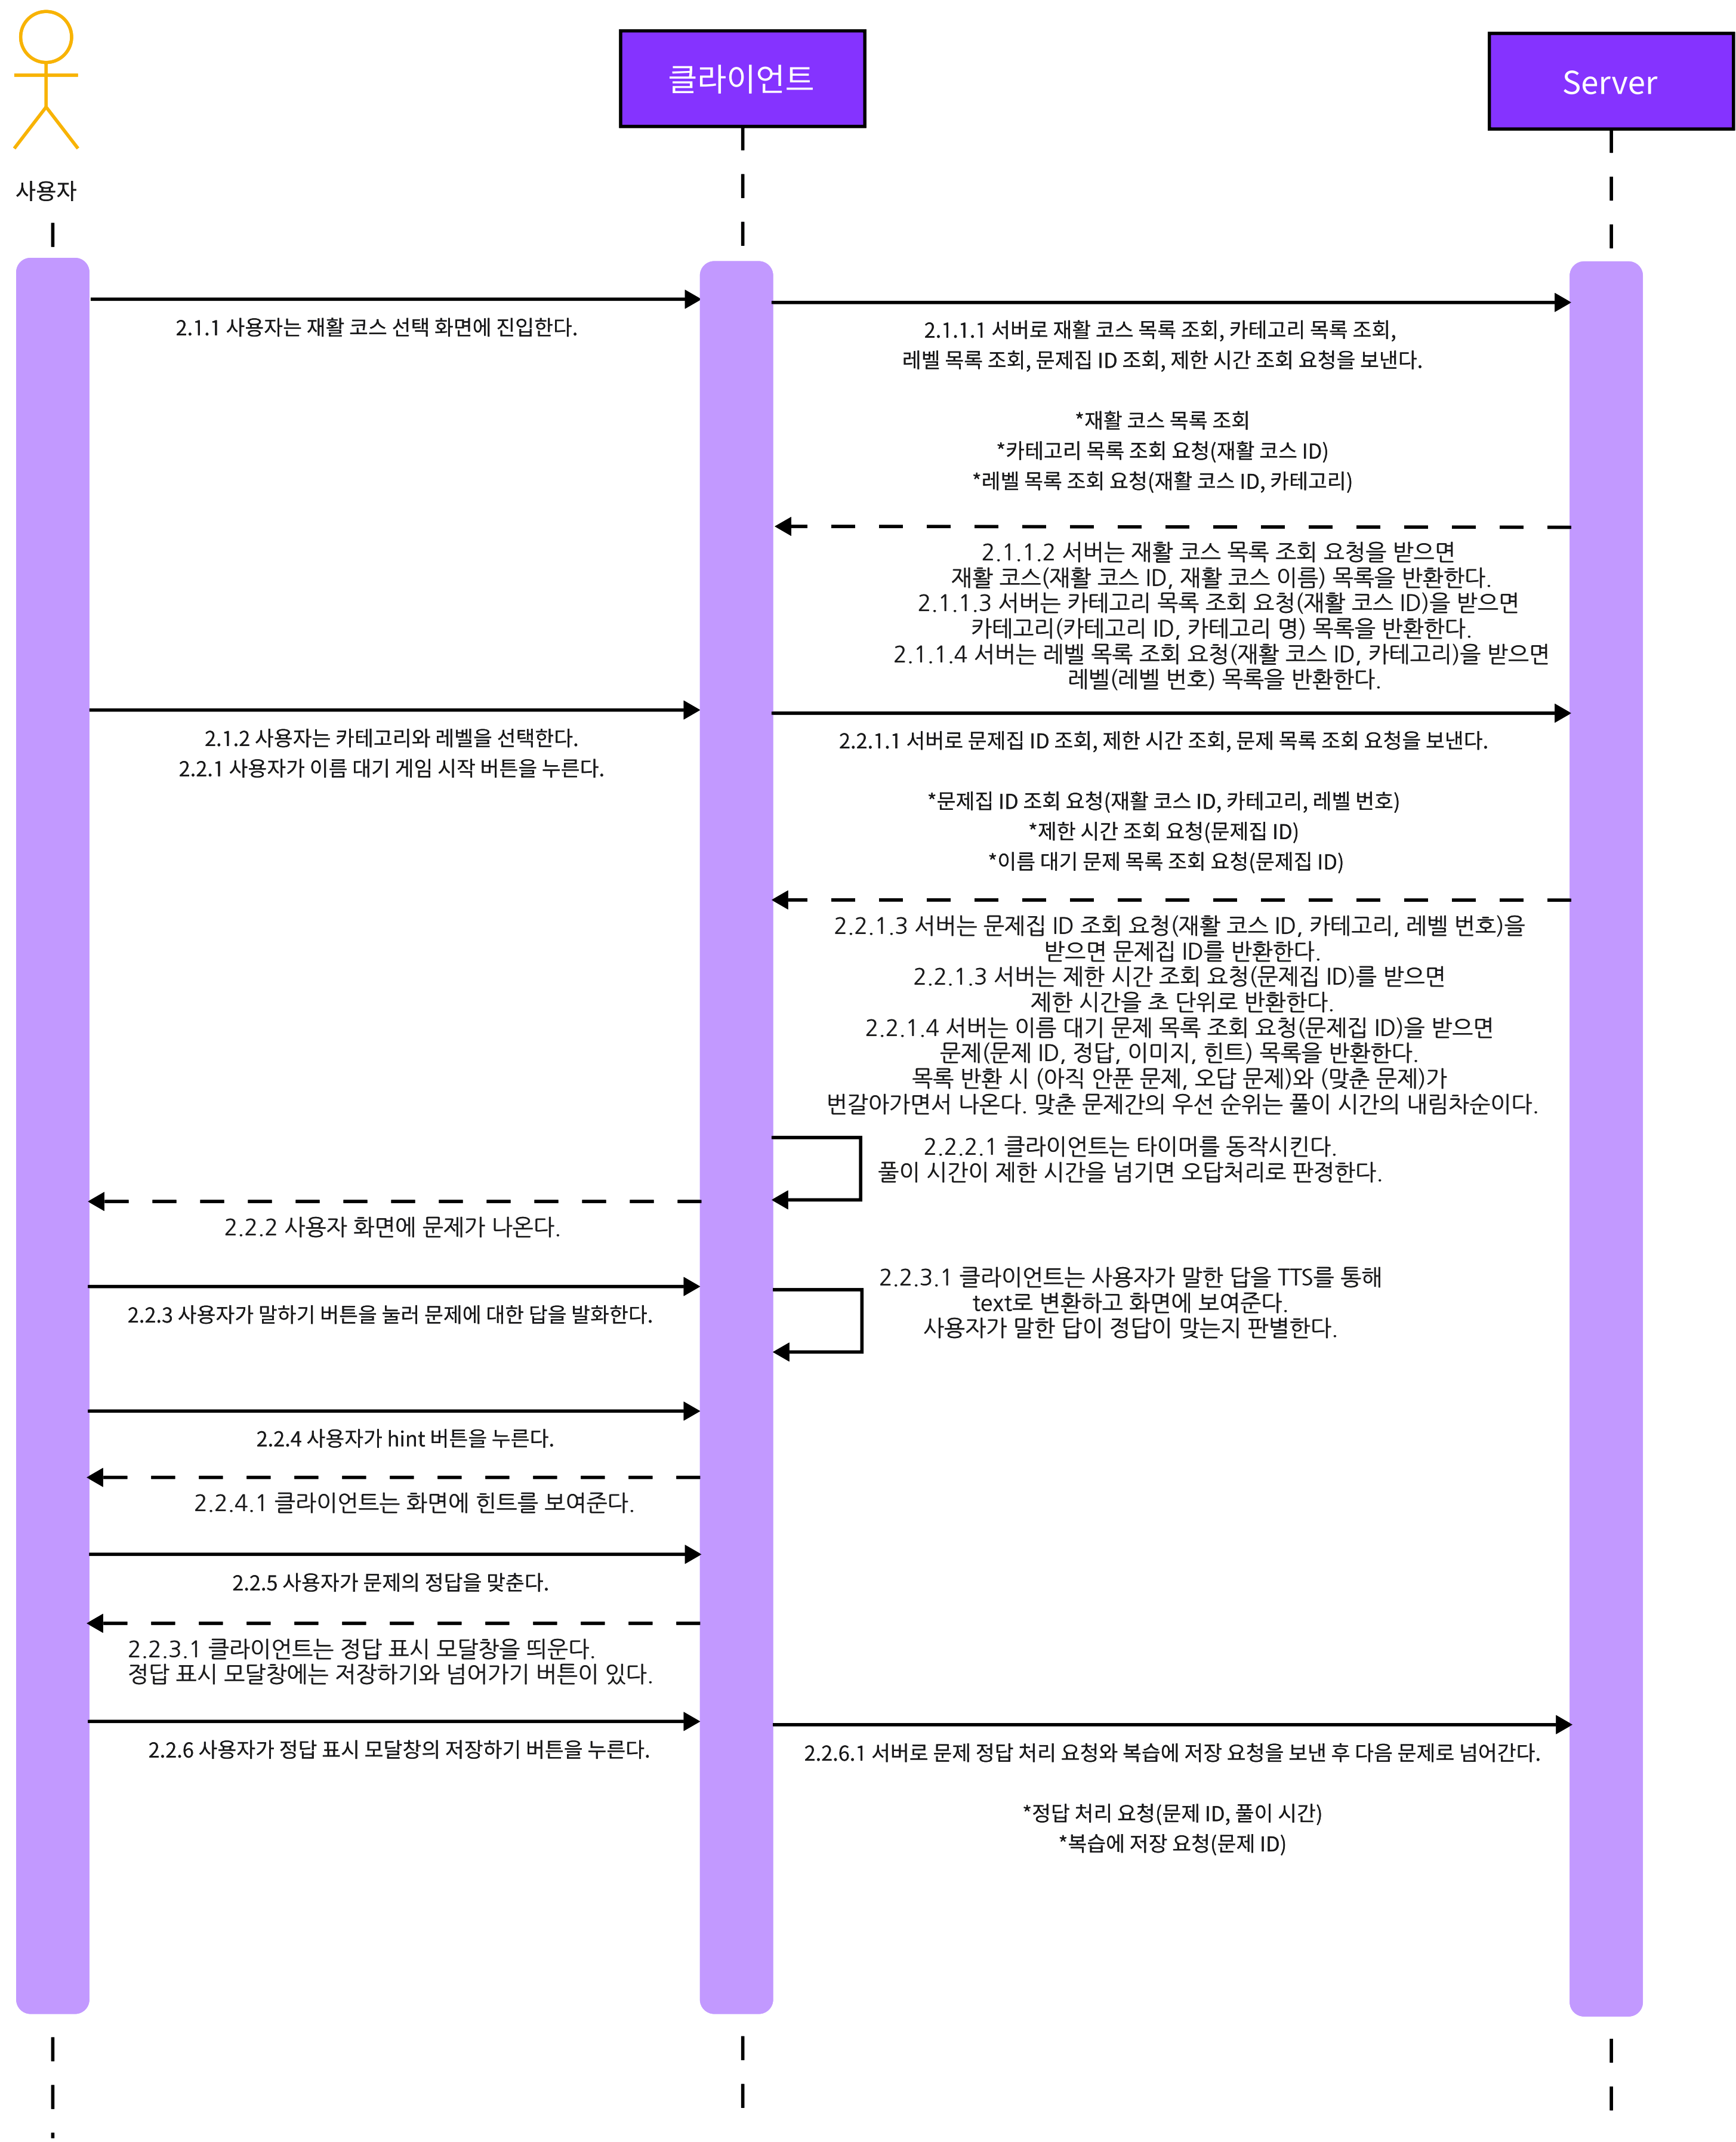 클라이언트
Server
사용자
2.1.1 사용자는 재활 코스 선택 화면에 진입한다.
2.1.1.1 서버로 재활 코스 목록 조회, 카테고리 목록 조회,
레벨 목록 조회, 문제집 ID 조회, 제한 시간 조회 요청을 보낸다.
*재활 코스 목록 조회
*카테고리 목록 조회 요청(재활 코스 ID)
*레벨 목록 조회 요청(재활 코스 ID, 카테고리)
2.1.1.2 서버는 재활 코스 목록 조회 요청을 받으면
재활 코스(재활 코스 ID, 재활 코스 이름) 목록을 반환한다.
2.1.1.3 서버는 카테고리 목록 조회 요청(재활 코스 ID)을 받으면
카테고리(카테고리 ID, 카테고리 명) 목록을 반환한다.
2.1.1.4 서버는 레벨 목록 조회 요청(재활 코스 ID, 카테고리)을 받으면
레벨(레벨 번호) 목록을 반환한다.
2.1.2 사용자는 카테고리와 레벨을 선택한다.
2.2.1 사용자가 이름 대기 게임 시작 버튼을 누른다.
2.2.1.1 서버로 문제집 ID 조회, 제한 시간 조회, 문제 목록 조회 요청을 보낸다.
*문제집 ID 조회 요청(재활 코스 ID, 카테고리, 레벨 번호)
*제한 시간 조회 요청(문제집 ID)
*이름 대기 문제 목록 조회 요청(문제집 ID)
2.2.1.3 서버는 문제집 ID 조회 요청(재활 코스 ID, 카테고리, 레벨 번호)을
받으면 문제집 ID를 반환한다.
2.2.1.3 서버는 제한 시간 조회 요청(문제집 ID)를 받으면
제한 시간을 초 단위로 반환한다.
2.2.1.4 서버는 이름 대기 문제 목록 조회 요청(문제집 ID)을 받으면
문제(문제 ID, 정답, 이미지, 힌트) 목록을 반환한다.
목록 반환 시 (아직 안푼 문제, 오답 문제)와 (맞춘 문제)가
번갈아가면서 나온다. 맞춘 문제간의 우선 순위는 풀이 시간의 내림차순이다.
2.2.2.1 클라이언트는 타이머를 동작시킨다.
풀이 시간이 제한 시간을 넘기면 오답처리로 판정한다.
2.2.2 사용자 화면에 문제가 나온다.
2.2.3 사용자가 말하기 버튼을 눌러 문제에 대한 답을 발화한다.
2.2.3.1 클라이언트는 사용자가 말한 답을 TTS를 통해
text로 변환하고 화면에 보여준다.
사용자가 말한 답이 정답이 맞는지 판별한다.
2.2.4 사용자가 hint 버튼을 누른다.
2.2.4.1 클라이언트는 화면에 힌트를 보여준다.
2.2.5 사용자가 문제의 정답을 맞춘다.
2.2.3.1 클라이언트는 정답 표시 모달창을 띄운다.
정답 표시 모달창에는 저장하기와 넘어가기 버튼이 있다.
2.2.6 사용자가 정답 표시 모달창의 저장하기 버튼을 누른다.
2.2.6.1 서버로 문제 정답 처리 요청와 복습에 저장 요청을 보낸 후 다음 문제로 넘어간다.
*정답 처리 요청(문제 ID, 풀이 시간)
*복습에 저장 요청(문제 ID)